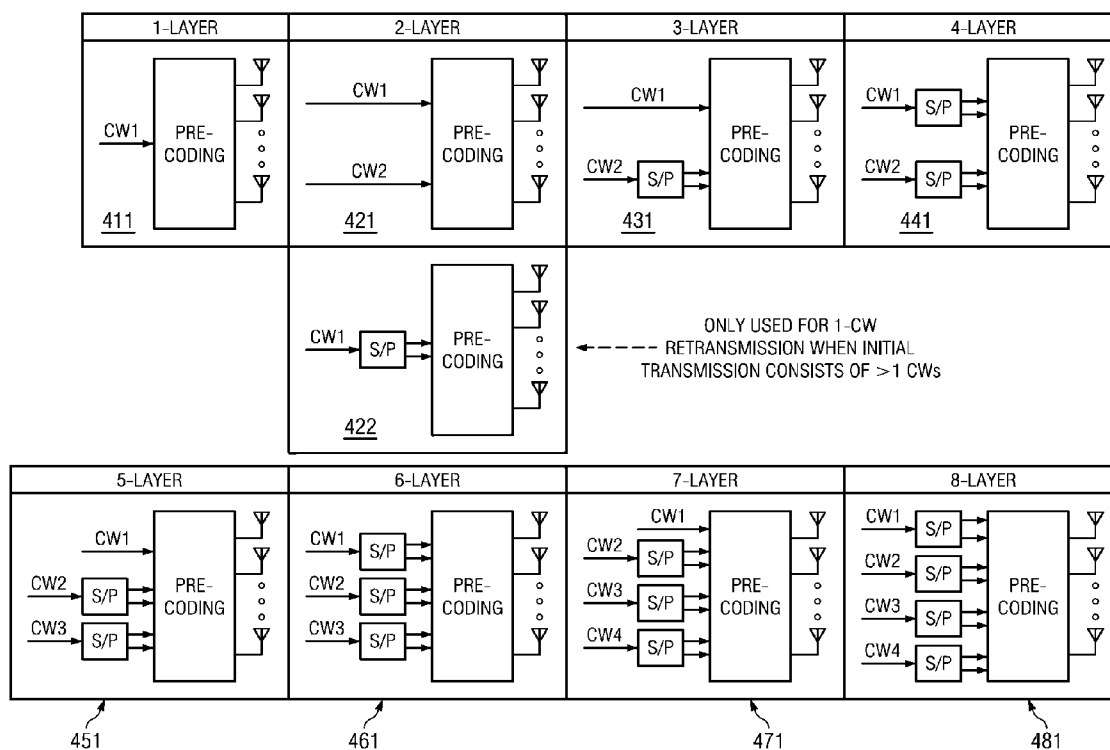 1-LAYER
CW1
PRE-
CODING
411
2-LAYER
CW1
CW2
PRE-
CODING
421
3-LAYER
CW1
CW2
S/P
PRE-
CODING
431
4-LAYER
CW1
S/P
CW2
S/P
PRE-
CODING
441
CW1
S/P
PRE-
CODING
422
ONLY USED FOR 1-CW
RETRANSMISSION WHEN INITIAL
TRANSMISSION CONSISTS OF >1 CWs
5-LAYER
CW1
CW2
S/P
CW3
S/P
PRE-
CODING
451
6-LAYER
CW1
S/P
CW2
S/P
CW3
S/P
PRE-
CODING
461
7-LAYER
CW1
CW2
S/P
CW3
S/P
CW4
S/P
PRE-
CODING
471
8-LAYER
CW1
S/P
CW2
S/P
CW3
S/P
CW4
S/P
PRE-
CODING
481